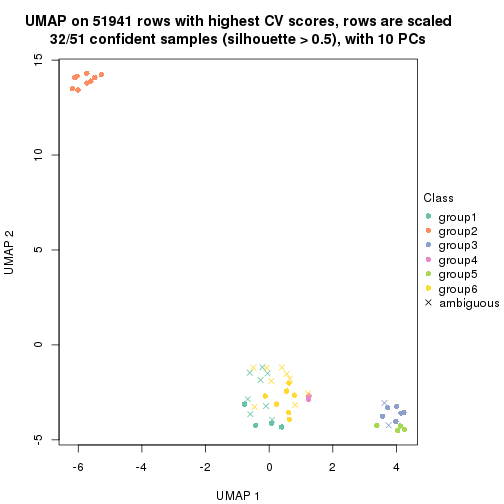 UMAP on 51941 rows with highest CV scores, rows are scaled
32/51 confident samples (silhouette > 0.5), with 10 PCs
15
10
5
0
-5
UMAP 2
-6
-4
-2
0
2
4
UMAP 1
Class
group1
group2
group3
group4
group5
group6
ambiguous